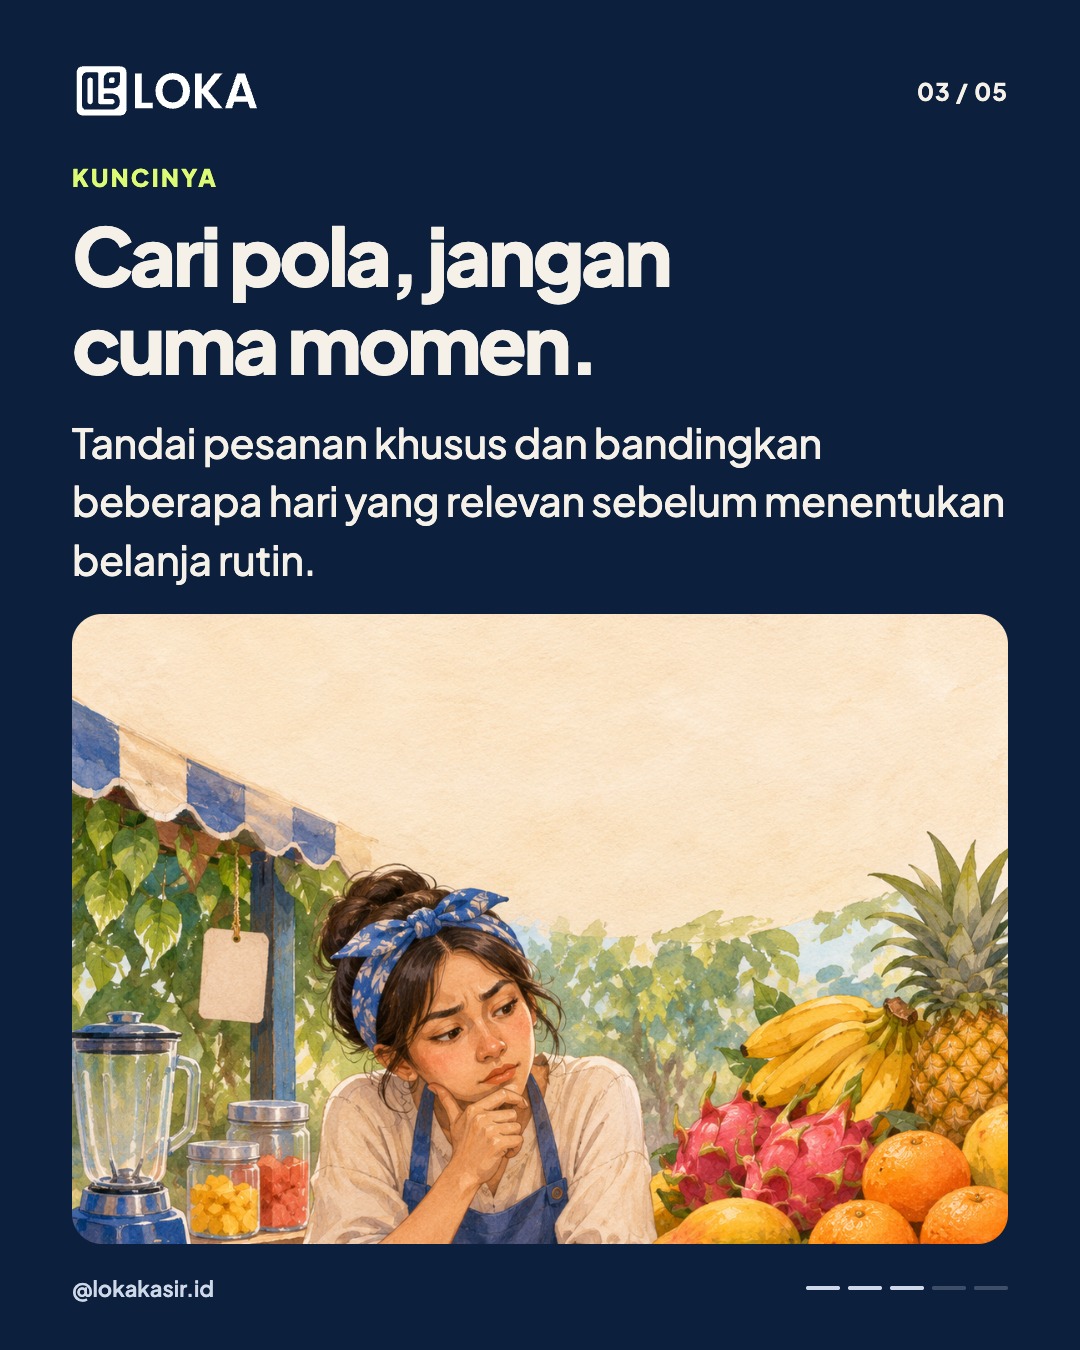 LOKA
03 / 05
KUNCINYA
Cari pola, jangan
cuma momen.
Tandai pesanan khusus dan bandingkan
beberapa hari yang relevan sebelum menentukan
belanja rutin.
@lokakasir.id